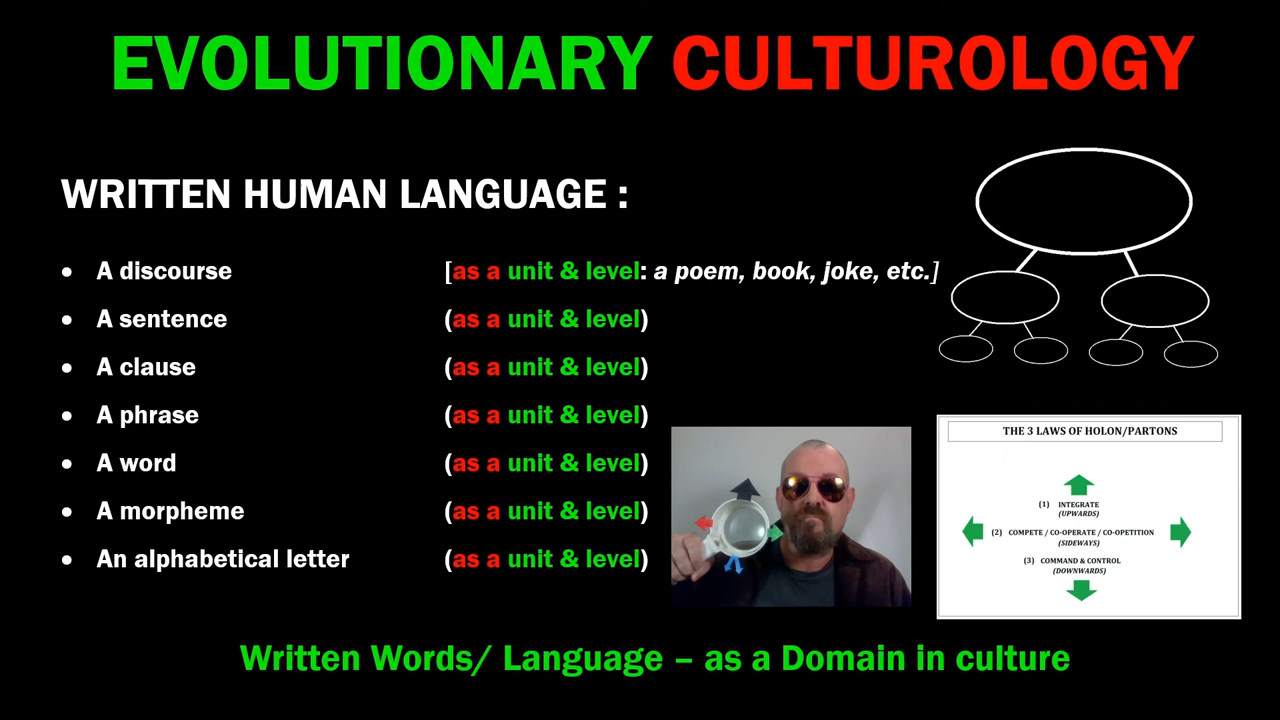 EVOLUTIONARY CULTUROLOGY
WRITTEN HUMAN LANGUAGE :
• A discourse [as a unit & level: a poem, book, joke, etc.]
• A sentence (as a unit & level)
• A clause (as a unit & level)
• A phrase (as a unit & level)
• A word (as a unit & level)
• A morpheme (as a unit & level)
• An alphabetical letter (as a unit & level)
THE 3 LAWS OF HOLON/PARTONS
(1) INTEGRATE
(UPWARDS)
(2) COMPETE / CO-OPERATE / CO-OPETITION
(SIDEWAYS)
(3) COMMAND & CONTROL
(DOWNWARDS)
Written Words/ Language – as a Domain in culture